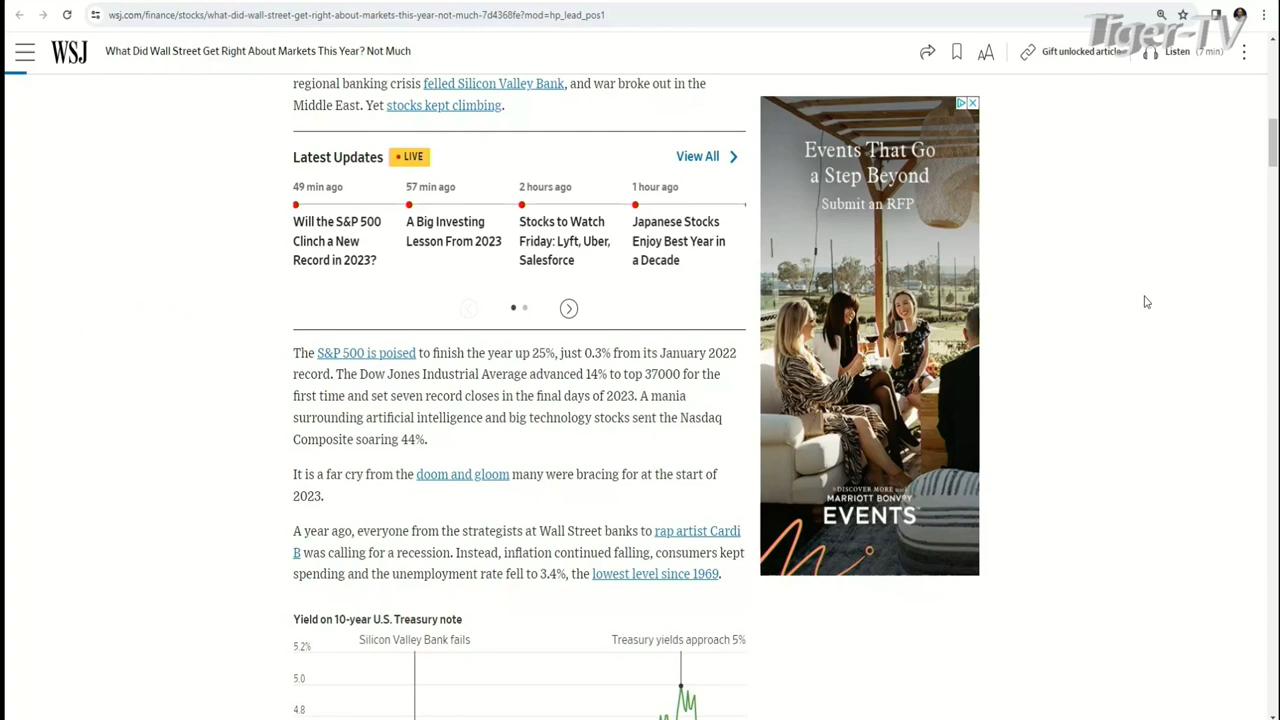 wsj.com/finance/stocks/what-did-wall-street-get-right-about-markets-this-year-not-much-7d4368fe?mod=hp_lead_pos1
Tiger-TV
WSJ
What Did Wall Street Get Right About Markets This Year? Not Much
AA
Gift unlocked article
Listen (7 min)
regional banking crisis felled Silicon Valley Bank, and war broke out in the
Middle East. Yet stocks kept climbing.
Latest Updates
• LIVE
View All
49 min ago
Will the S&P 500
Clinch a New
Record in 2023?
57 min ago
A Big Investing
Lesson From 2023
2 hours ago
Stocks to Watch
Friday: Lyft, Uber,
Salesforce
1 hour ago
Japanese Stocks
Enjoy Best Year in
a Decade
The S&P 500 is poised to finish the year up 25%, just 0.3% from its January 2022
record. The Dow Jones Industrial Average advanced 14% to top 37000 for the
first time and set seven record closes in the final days of 2023. A mania
surrounding artificial intelligence and big technology stocks sent the Nasdaq
Composite soaring 44%.
It is a far cry from the doom and gloom many were bracing for at the start of
2023.
A year ago, everyone from the strategists at Wall Street banks to rap artist Cardi
B was calling for a recession. Instead, inflation continued falling, consumers kept
spending and the unemployment rate fell to 3.4%, the lowest level since 1969.
Yield on 10-year U.S. Treasury note
Silicon Valley Bank fails
Treasury yields approach 5%
5.2%
5.0
4.8
Events That Go
a Step Beyond
Submit an RFP
DISCOVER MORE
MARRIOTT BONVOY
EVENTS